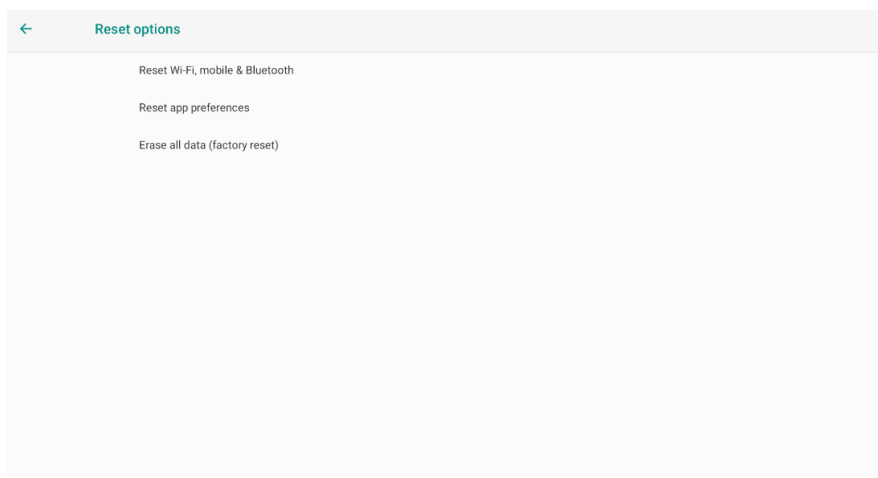 Reset options
Reset Wi-Fi, mobile & Bluetooth
Reset app preferences
Erase all data (factory reset)